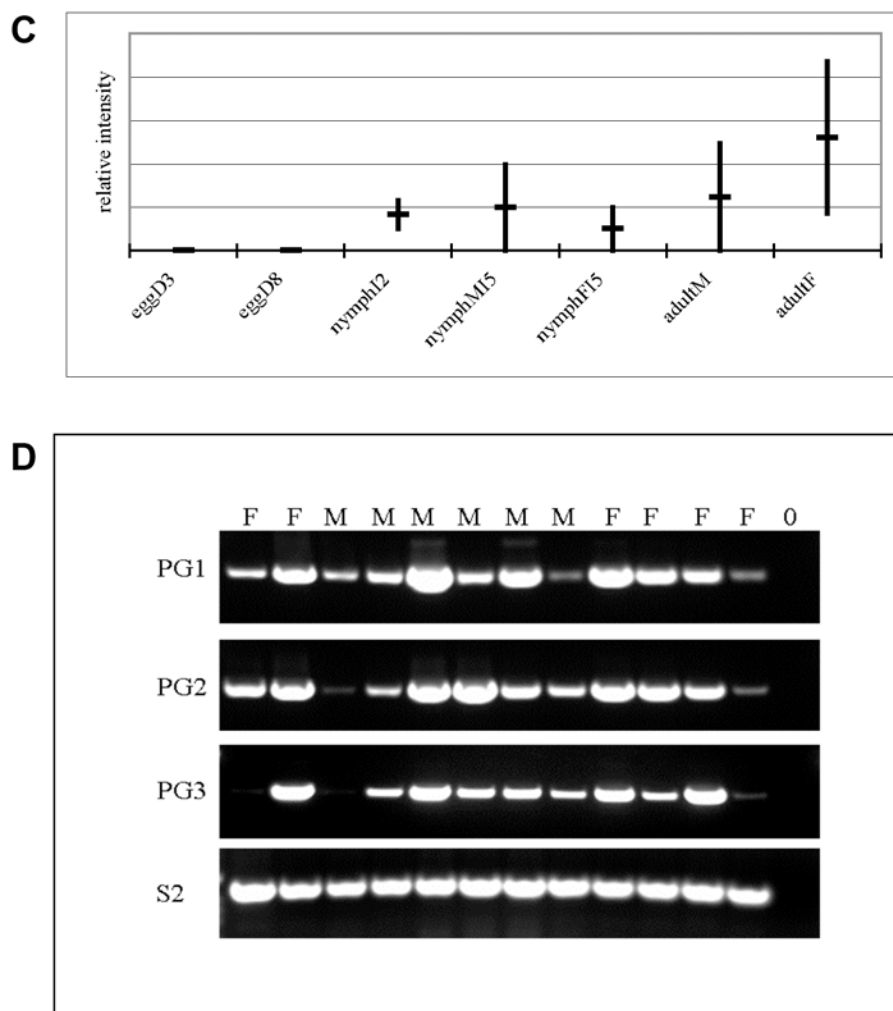 C
relative intensity
eggD3
eggD8
nymphI2
nymphMI5
nymphFI5
adultM
adultF
D
F F M M M M M M F F F F 0
PG1
PG2
PG3
S2